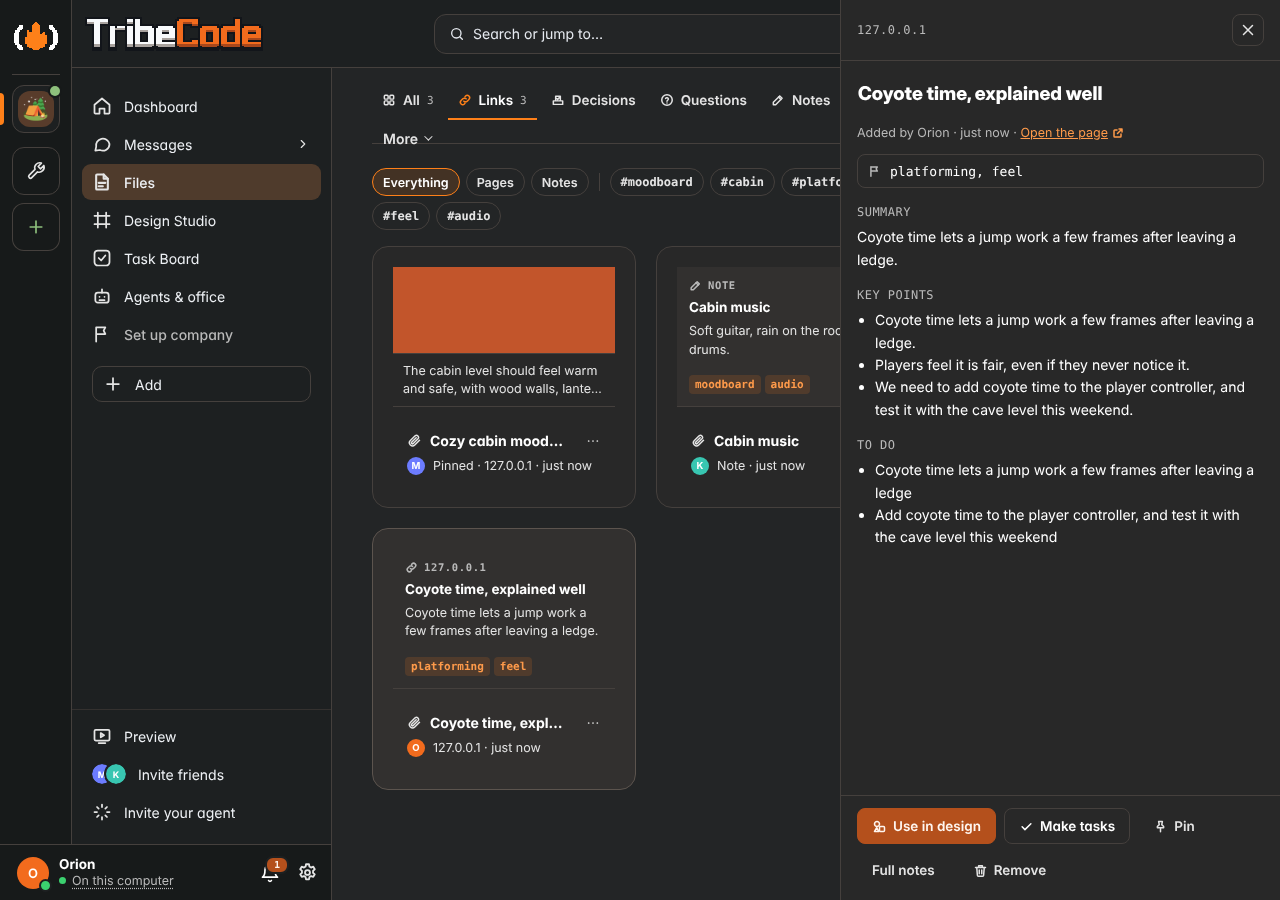 TribeCode
Search or jump to...
Dashboard
Messages
Files
Design Studio
Task Board
Agents & office
Set up company
Add
Preview
M K Invite friends
Invite your agent
O
Orion
On this computer
1
All 3
Links 3
Decisions
Questions
Notes
More
Everything
Pages
Notes
#moodboard
#cabin
#platfo
#feel
#audio
The cabin level should feel warm
and safe, with wood walls, lante...
Cozy cabin mood...
M Pinned · 127.0.0.1 · just now
NOTE
Cabin music
Soft guitar, rain on the roo
drums.
moodboard audio
Cabin music
K Note · just now
127.0.0.1
Coyote time, explained well
Coyote time lets a jump work a
few frames after leaving a ledge.
platforming feel
Coyote time, expl...
O 127.0.0.1 · just now
127.0.0.1
Coyote time, explained well
Added by Orion · just now · Open the page
platforming, feel
SUMMARY
Coyote time lets a jump work a few frames after leaving a
ledge.
KEY POINTS
• Coyote time lets a jump work a few frames after leaving a
ledge.
• Players feel it is fair, even if they never notice it.
• We need to add coyote time to the player controller, and
test it with the cave level this weekend.
TO DO
• Coyote time lets a jump work a few frames after leaving a
ledge
• Add coyote time to the player controller, and test it with
the cave level this weekend
Use in design
Make tasks
Pin
Full notes
Remove